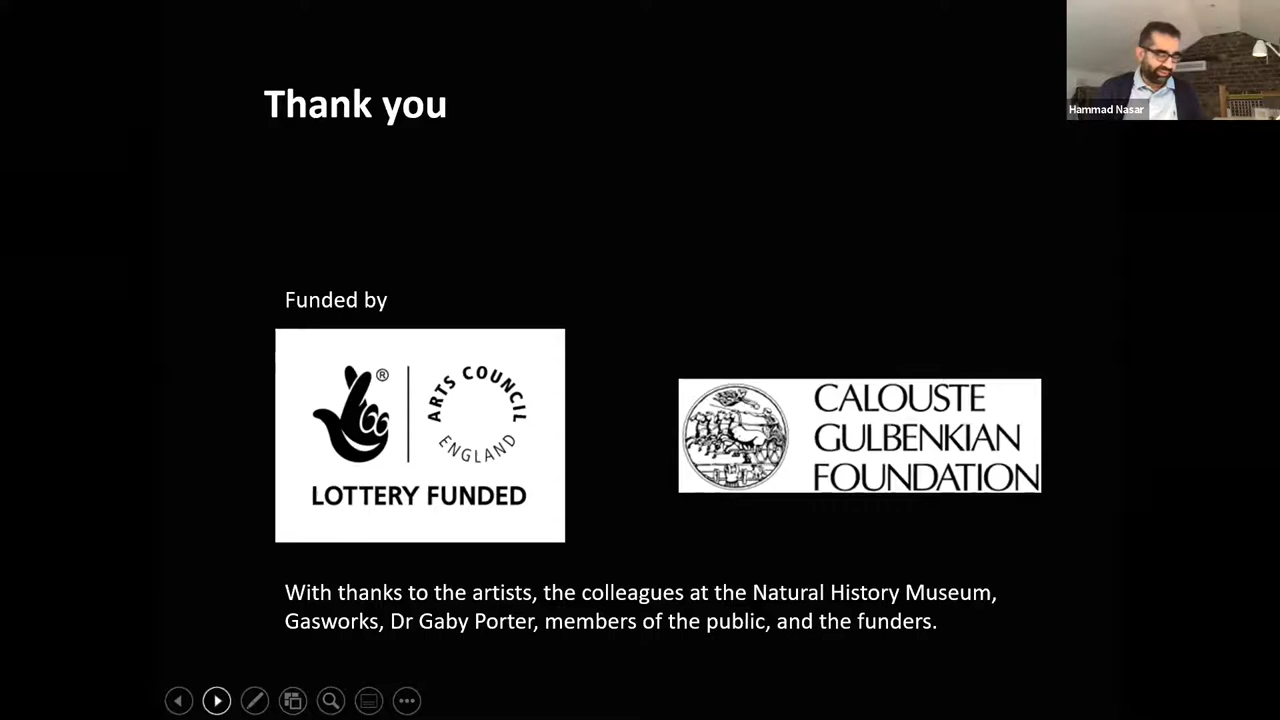 Thank you
Hammad Nasar
Funded by
®
ARTS COUNCIL
ENGLAND
LOTTERY FUNDED
CALOUSTE
GULBENKIAN
FOUNDATION
With thanks to the artists, the colleagues at the Natural History Museum,
Gasworks, Dr Gaby Porter, members of the public, and the funders.